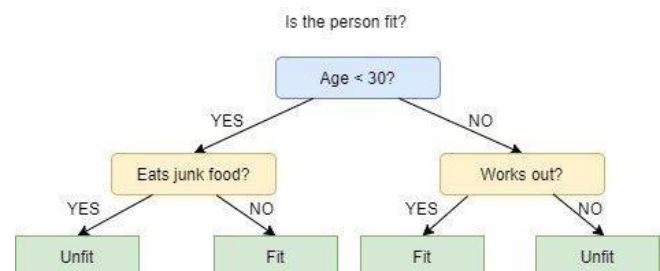 Is the person fit?
Age < 30?
YES
NO
Eats junk food?
Works out?
YES
NO
YES
NO
Unfit
Fit
Fit
Unfit